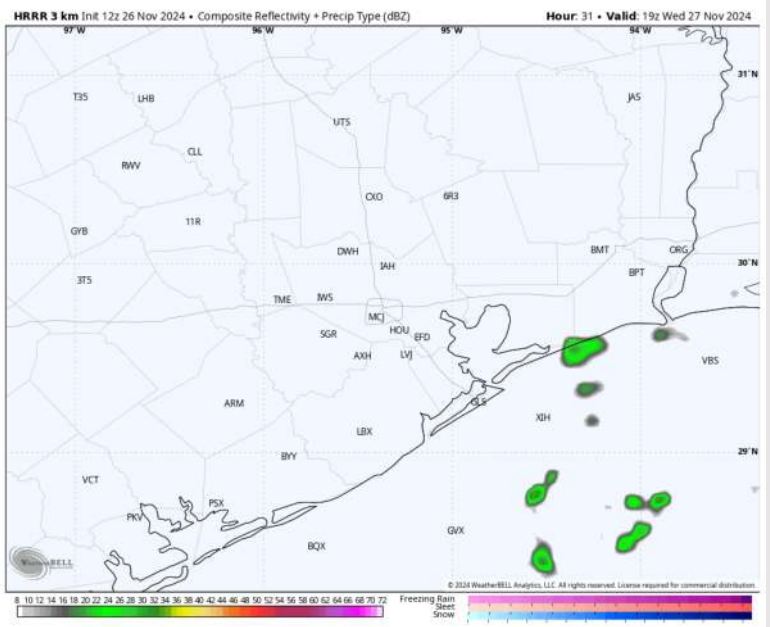 HRRR 3 km Init 12z 26 Nov 2024 • Composite Reflectivity + Precip Type (dBZ)
Hour: 31 • Valid: 19z Wed 27 Nov 2024
97°W 96°W 95°W 94°W
31°N
T35 LHB JAS
UTS
CLL
RWV
CXO 6R3
11R
GYB
DWH BMT ORG
IAH 30°N
BPT
3T5
TME IWS
MCJ
SGR HOU EFD
AXH LVJ VBS
GLS
ARM XIH
LBX
29°N
BYY
VCT
PSX
PKV
GVX
BQX
WeatherBELL
© 2024 WeatherBELL Analytics, LLC. All rights reserved. License required for commercial distribution.
8 10 12 14 16 18 20 22 24 26 28 30 32 34 36 38 40 42 44 46 48 50 52 54 56 58 60 62 64 66 68 70 72
Freezing Rain
Sleet
Snow